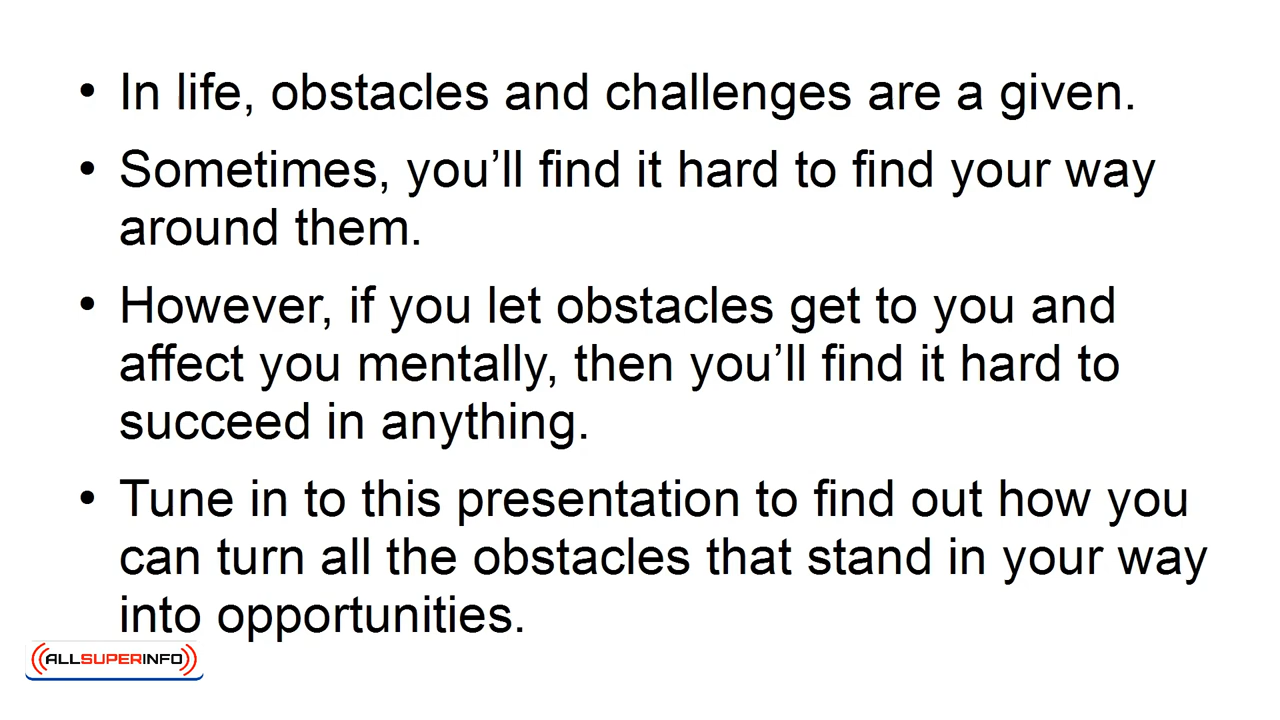 • In life, obstacles and challenges are a given.
• Sometimes, you’ll find it hard to find your way
around them.
• However, if you let obstacles get to you and
affect you mentally, then you’ll find it hard to
succeed in anything.
• Tune in to this presentation to find out how you
can turn all the obstacles that stand in your way
into opportunities.
ALLSUPERINFO